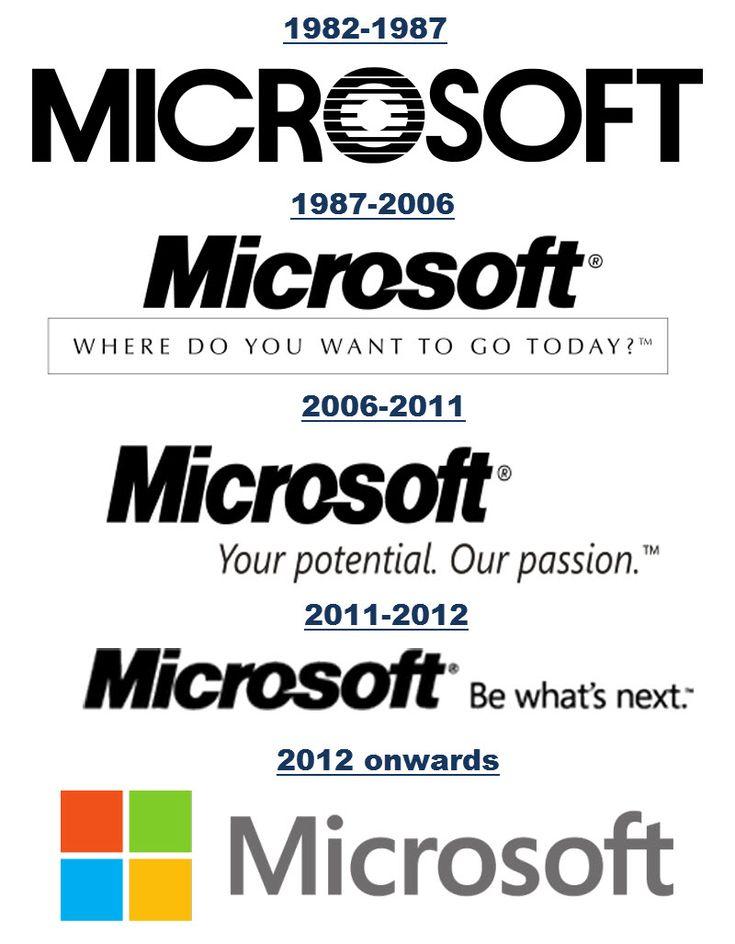 1982-1987
MICROSOFT
1987-2006
Microsoft®
WHERE DO YOU WANT TO GO TODAY?™
2006-2011
Microsoft®
Your potential. Our passion.™
2011-2012
Microsoft® Be what's next.™
2012 onwards
Microsoft